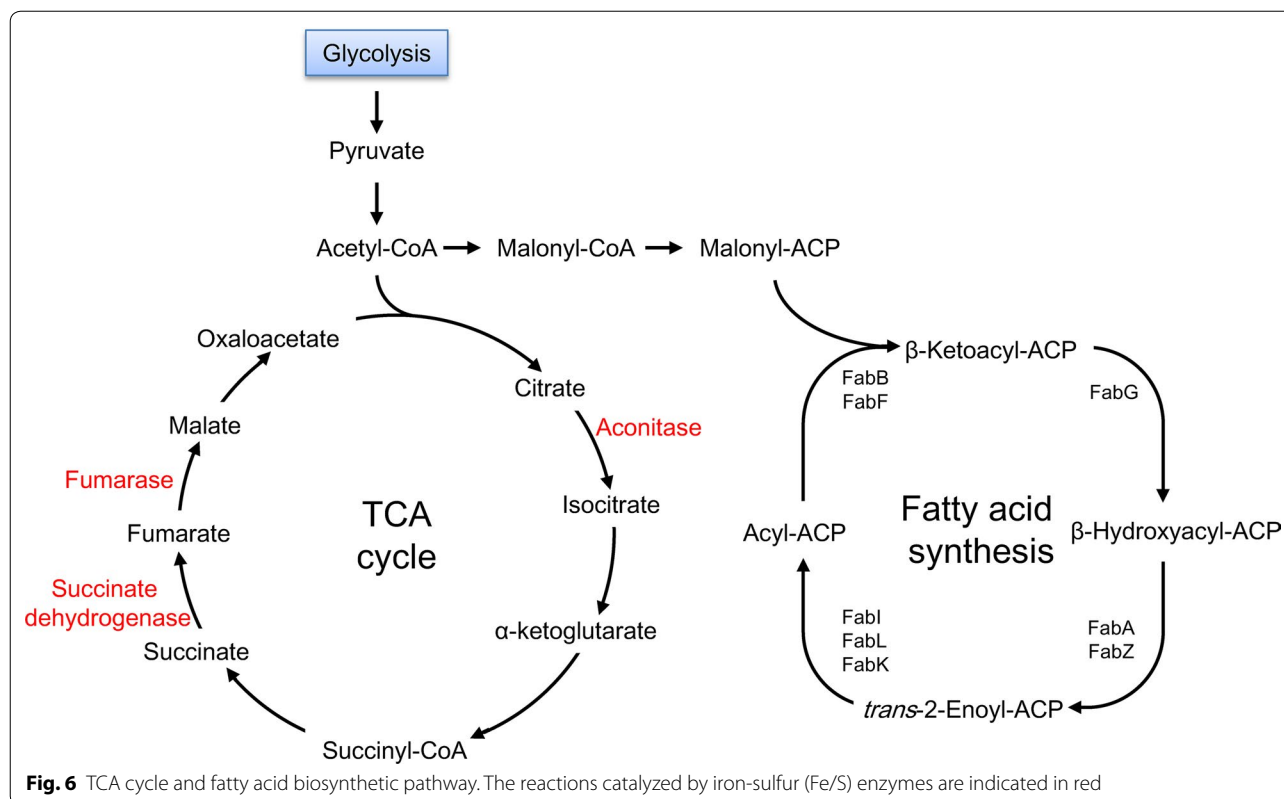 Glycolysis
Pyruvate
Acetyl-CoA
Malonyl-CoA
Malonyl-ACP
Oxaloacetate
Citrate
Aconitase
Isocitrate
α-ketoglutarate
Succinyl-CoA
Succinate
Succinate
dehydrogenase
Fumarate
Fumarase
Malate
TCA
cycle
β-Ketoacyl-ACP
FabG
β-Hydroxyacyl-ACP
FabA
FabZ
trans-2-Enoyl-ACP
FabI
FabL
FabK
Acyl-ACP
FabB
FabF
Fatty acid
synthesis
Fig. 6 TCA cycle and fatty acid biosynthetic pathway. The reactions catalyzed by iron-sulfur (Fe/S) enzymes are indicated in red